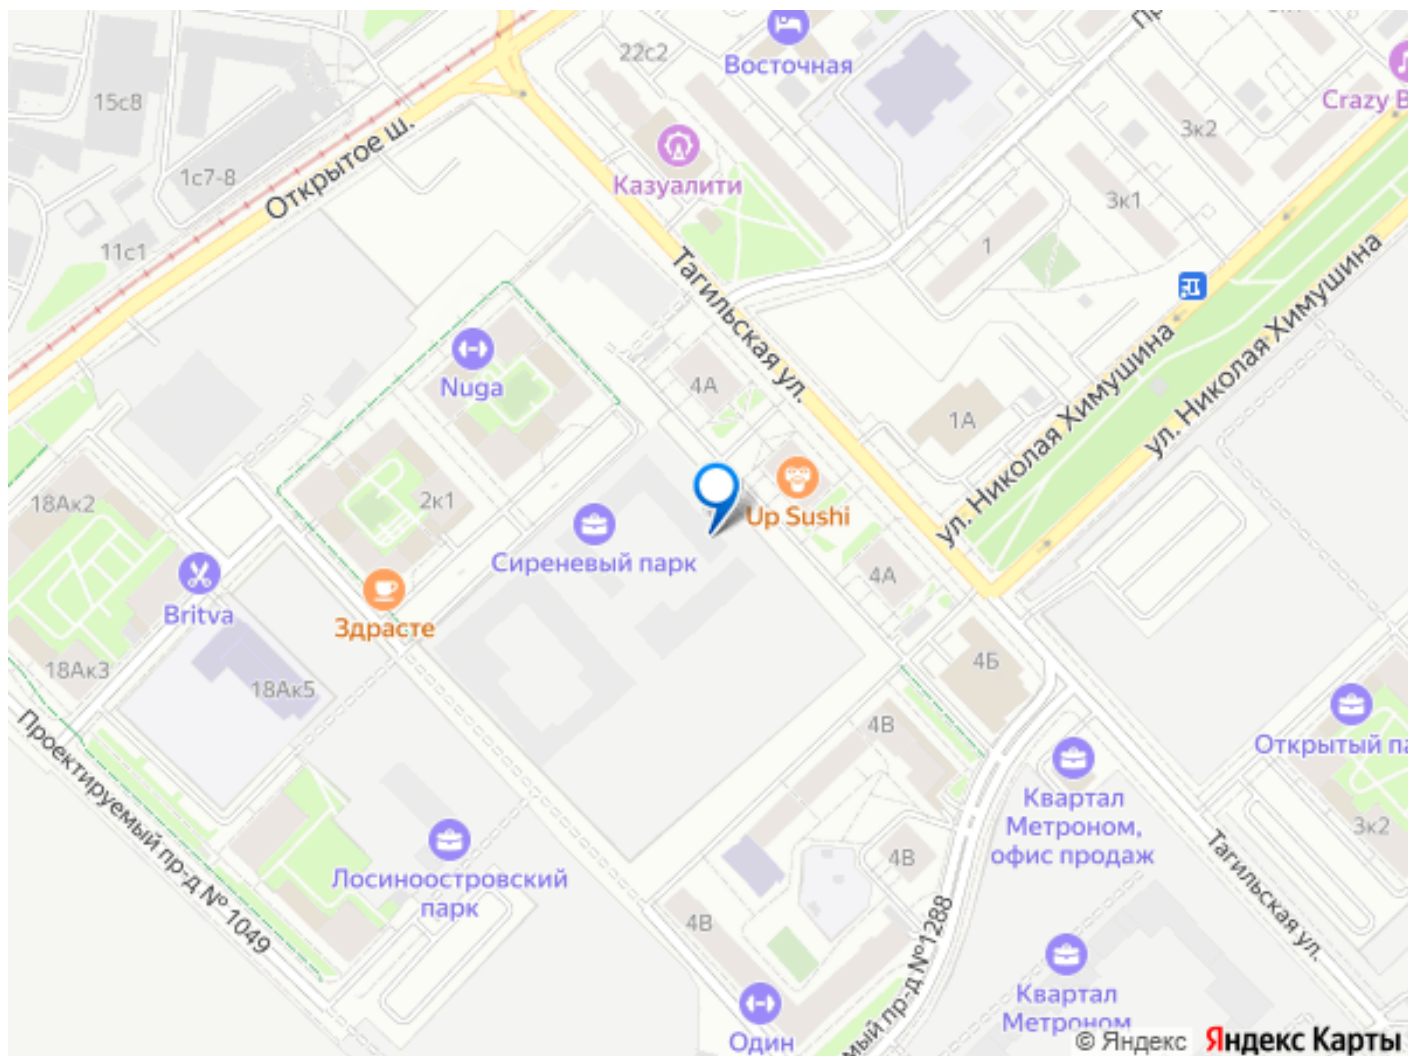 22с2
Восточная
15с8
Crazy B
3к2
Открытое ш.
Казуалити
1с7-8
3к1
11с1
1
Тагильская ул.
ул. Николая Химушина
ул. Николая Химушина
Nuga
4А
1А
18Ак2
2к1
Up Sushi
Сиреневый парк
4А
Britva
Здрасте
18Ак3
18Ак5
4Б
4В
Открытый па
Проектируемый пр-д № 1049
Квартал
Метроном,
офис продаж
3к2
Тагильская ул.
4В
Лосиноостровский
парк
4В
мый пр-д №1288
Квартал
Метроном
Один
© Яндекс Яндекс Карты